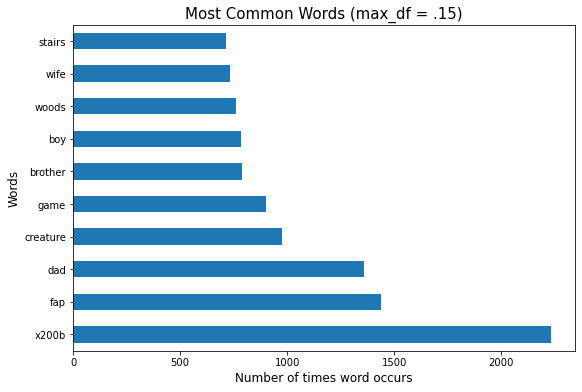 Most Common Words (max_df = .15)
stairs
wife
woods
boy
brother
game
creature
dad
fap
x200b
Words
0 500 1000 1500 2000
Number of times word occurs